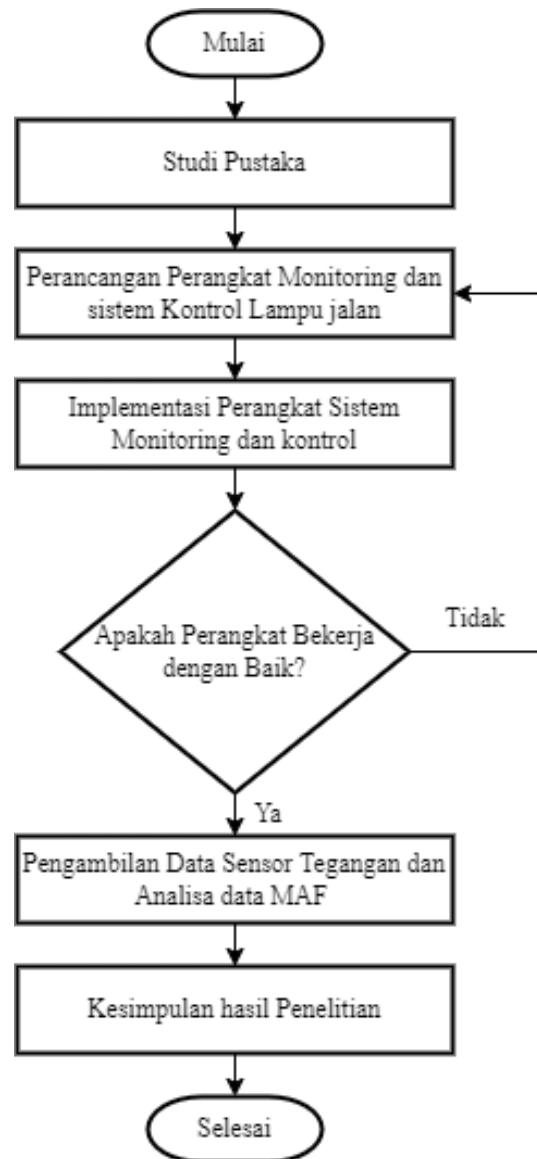 Mulai
Studi Pustaka
Perancangan Perangkat Monitoring dan
sistem Kontrol Lampu jalan
Implementasi Perangkat Sistem
Monitoring dan kontrol
Apakah Perangkat Bekerja
dengan Baik?
Tidak
Ya
Pengambilan Data Sensor Tegangan dan
Analisa data MAF
Kesimpulan hasil Penelitian
Selesai